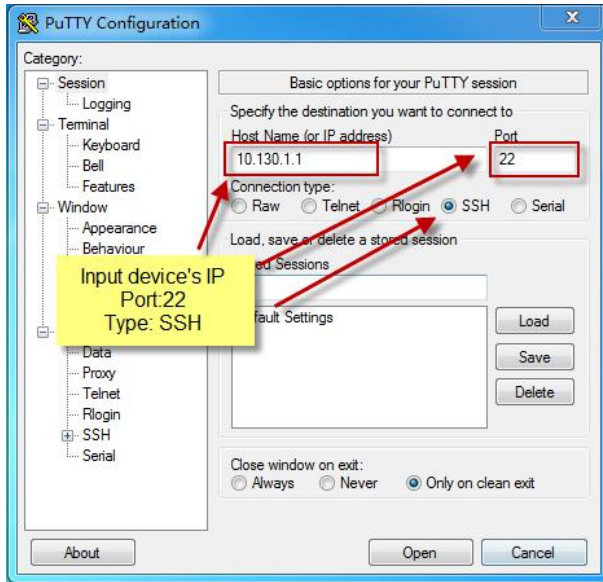 PuTTY Configuration
X
Category:
Session
Logging
Terminal
Keyboard
Bell
Features
Window
Appearance
Behaviour
Data
Proxy
Telnet
Rlogin
SSH
Serial
Basic options for your PuTTY session
Specify the destination you want to connect to
Host Name (or IP address) Port
10.130.1.1 22
Connection type:
Raw Telnet Rlogin SSH Serial
Load, save or delete a stored session
Sessions
Input device's IP
Port:22
Type: SSH
Settings
Load
Save
Delete
Close window on exit:
Always Never Only on clean exit
About Open Cancel